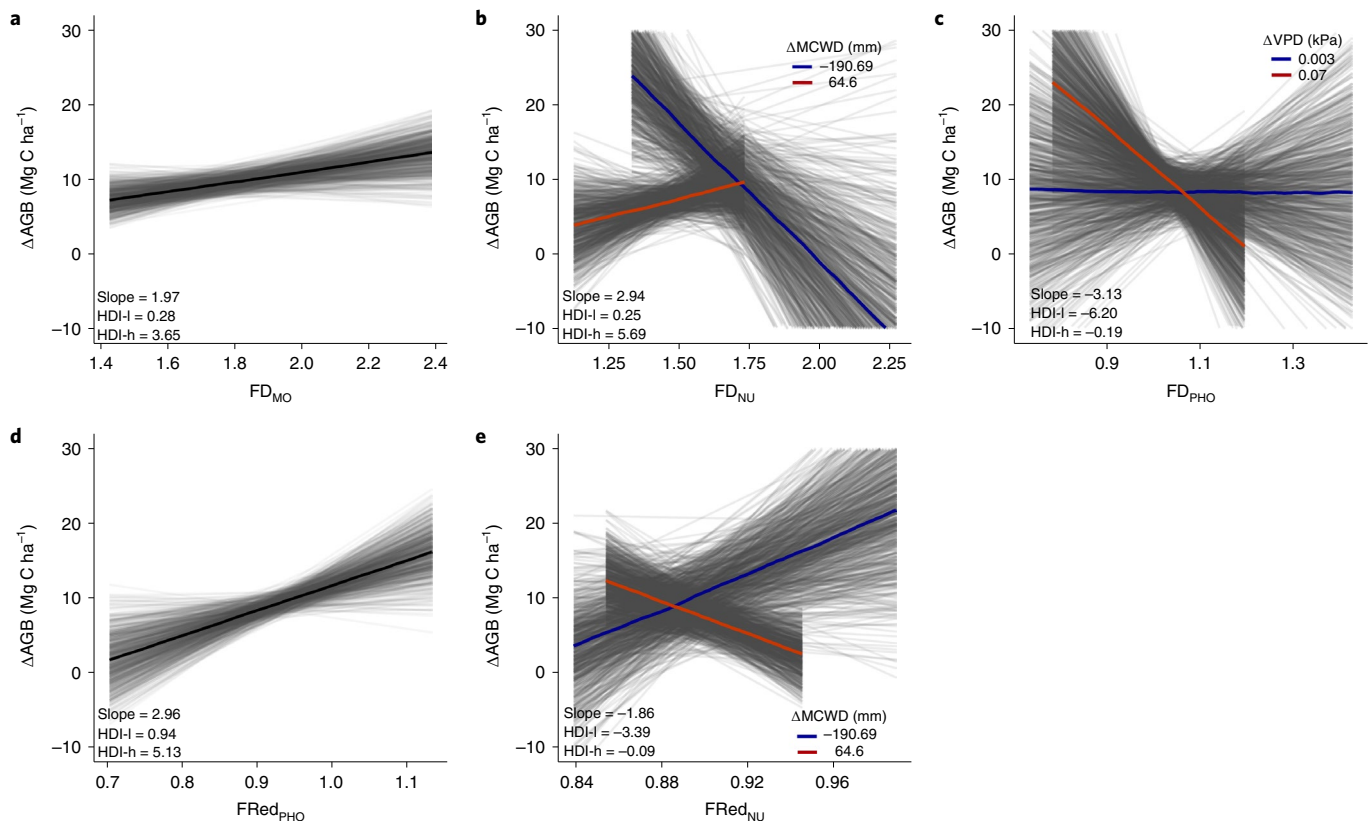 a
30
20
10
0
−10
ΔAGB (Mg C ha−1)
Slope = 1.97
HDI-l = 0.28
HDI-h = 3.65
1.4 1.6 1.8 2.0 2.2 2.4
FDMO
b
30
20
10
0
−10
ΔAGB (Mg C ha−1)
ΔMCWD (mm)
−190.69
64.6
Slope = 2.94
HDI-l = 0.25
HDI-h = 5.69
1.25 1.50 1.75 2.00 2.25
FDNU
c
30
20
10
0
−10
ΔAGB (Mg C ha−1)
ΔVPD (kPa)
0.003
0.07
Slope = −3.13
HDI-l = −6.20
HDI-h = −0.19
0.9 1.1 1.3
FDPHO
d
30
20
10
0
−10
ΔAGB (Mg C ha−1)
Slope = 2.96
HDI-l = 0.94
HDI-h = 5.13
0.7 0.8 0.9 1.0 1.1
FRedPHO
e
30
20
10
0
−10
ΔAGB (Mg C ha−1)
Slope = −1.86
HDI-l = −3.39
HDI-h = −0.09
ΔMCWD (mm)
−190.69
64.6
0.84 0.88 0.92 0.96
FRedNU